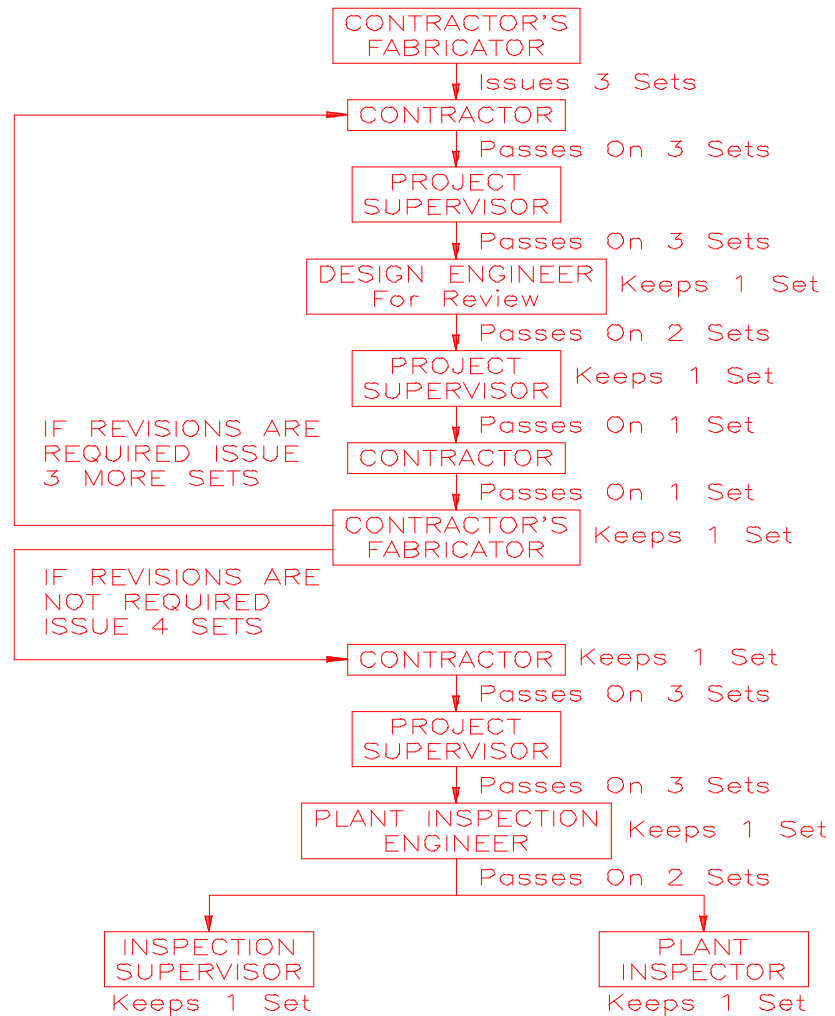 CONTRACTOR'S
FABRICATOR
Issues 3 Sets
CONTRACTOR
Passes On 3 Sets
PROJECT
SUPERVISOR
Passes On 3 Sets
DESIGN ENGINEER
For Review
Keeps 1 Set
Passes On 2 Sets
PROJECT
SUPERVISOR
Keeps 1 Set
Passes On 1 Set
IF REVISIONS ARE
REQUIRED ISSUE
3 MORE SETS
CONTRACTOR
Passes On 1 Set
CONTRACTOR'S
FABRICATOR
Keeps 1 Set
IF REVISIONS ARE
NOT REQUIRED
ISSUE 4 SETS
CONTRACTOR
Keeps 1 Set
Passes On 3 Sets
PROJECT
SUPERVISOR
Passes On 3 Sets
PLANT INSPECTION
ENGINEER
Keeps 1 Set
Passes On 2 Sets
INSPECTION
SUPERVISOR
Keeps 1 Set
PLANT
INSPECTOR
Keeps 1 Set